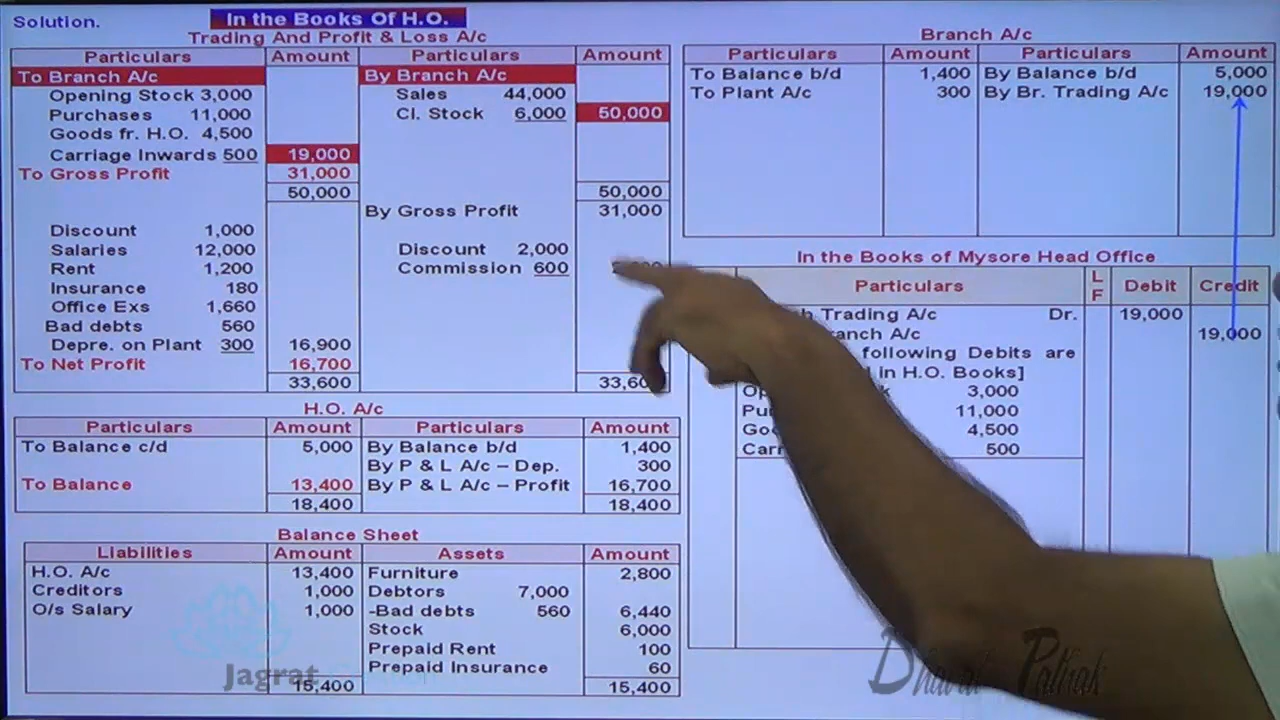 Solution.
In the Books Of H.O.
Trading And Profit & Loss A/c
Particulars Amount Particulars Amount
To Branch A/c By Branch A/c
Opening Stock 3,000 Sales 44,000
Purchases 11,000 Cl. Stock 6,000 50,000
Goods fr. H.O. 4,500
Carriage Inwards 500 19,000
To Gross Profit 31,000
50,000 50,000
By Gross Profit 31,000
Discount 1,000
Salaries 12,000 Discount 2,000
Rent 1,200 Commission 600
Insurance 180
Office Exs 1,660
Bad debts 560
Depre. on Plant 300 16,900
To Net Profit 16,700
33,600
H.O. A/c
Particulars Amount Particulars Amount
To Balance c/d 5,000 By Balance b/d 1,400
By P & L A/c – Dep. 300
To Balance 13,400 By P & L A/c – Profit 16,700
18,400 18,400
Balance Sheet
Liabilities Amount Assets Amount
H.O. A/c 13,400 Furniture 2,800
Creditors 1,000 Debtors 7,000
O/s Salary 1,000 -Bad debts 560 6,440
Stock 6,000
Prepaid Rent 100
Prepaid Insurance 60
15,400 15,400
Branch A/c
Particulars Amount Particulars Amount
To Balance b/d 1,400 By Balance b/d 5,000
To Plant A/c 300 By Br. Trading A/c 19,000
In the Books of Mysore Head Office
Particulars L F Debit Credit
Trading A/c Dr. 19,000
A/c 19,000
following Debits are
in H.O. Books]
3,000
11,000
4,500
500
Jagrat